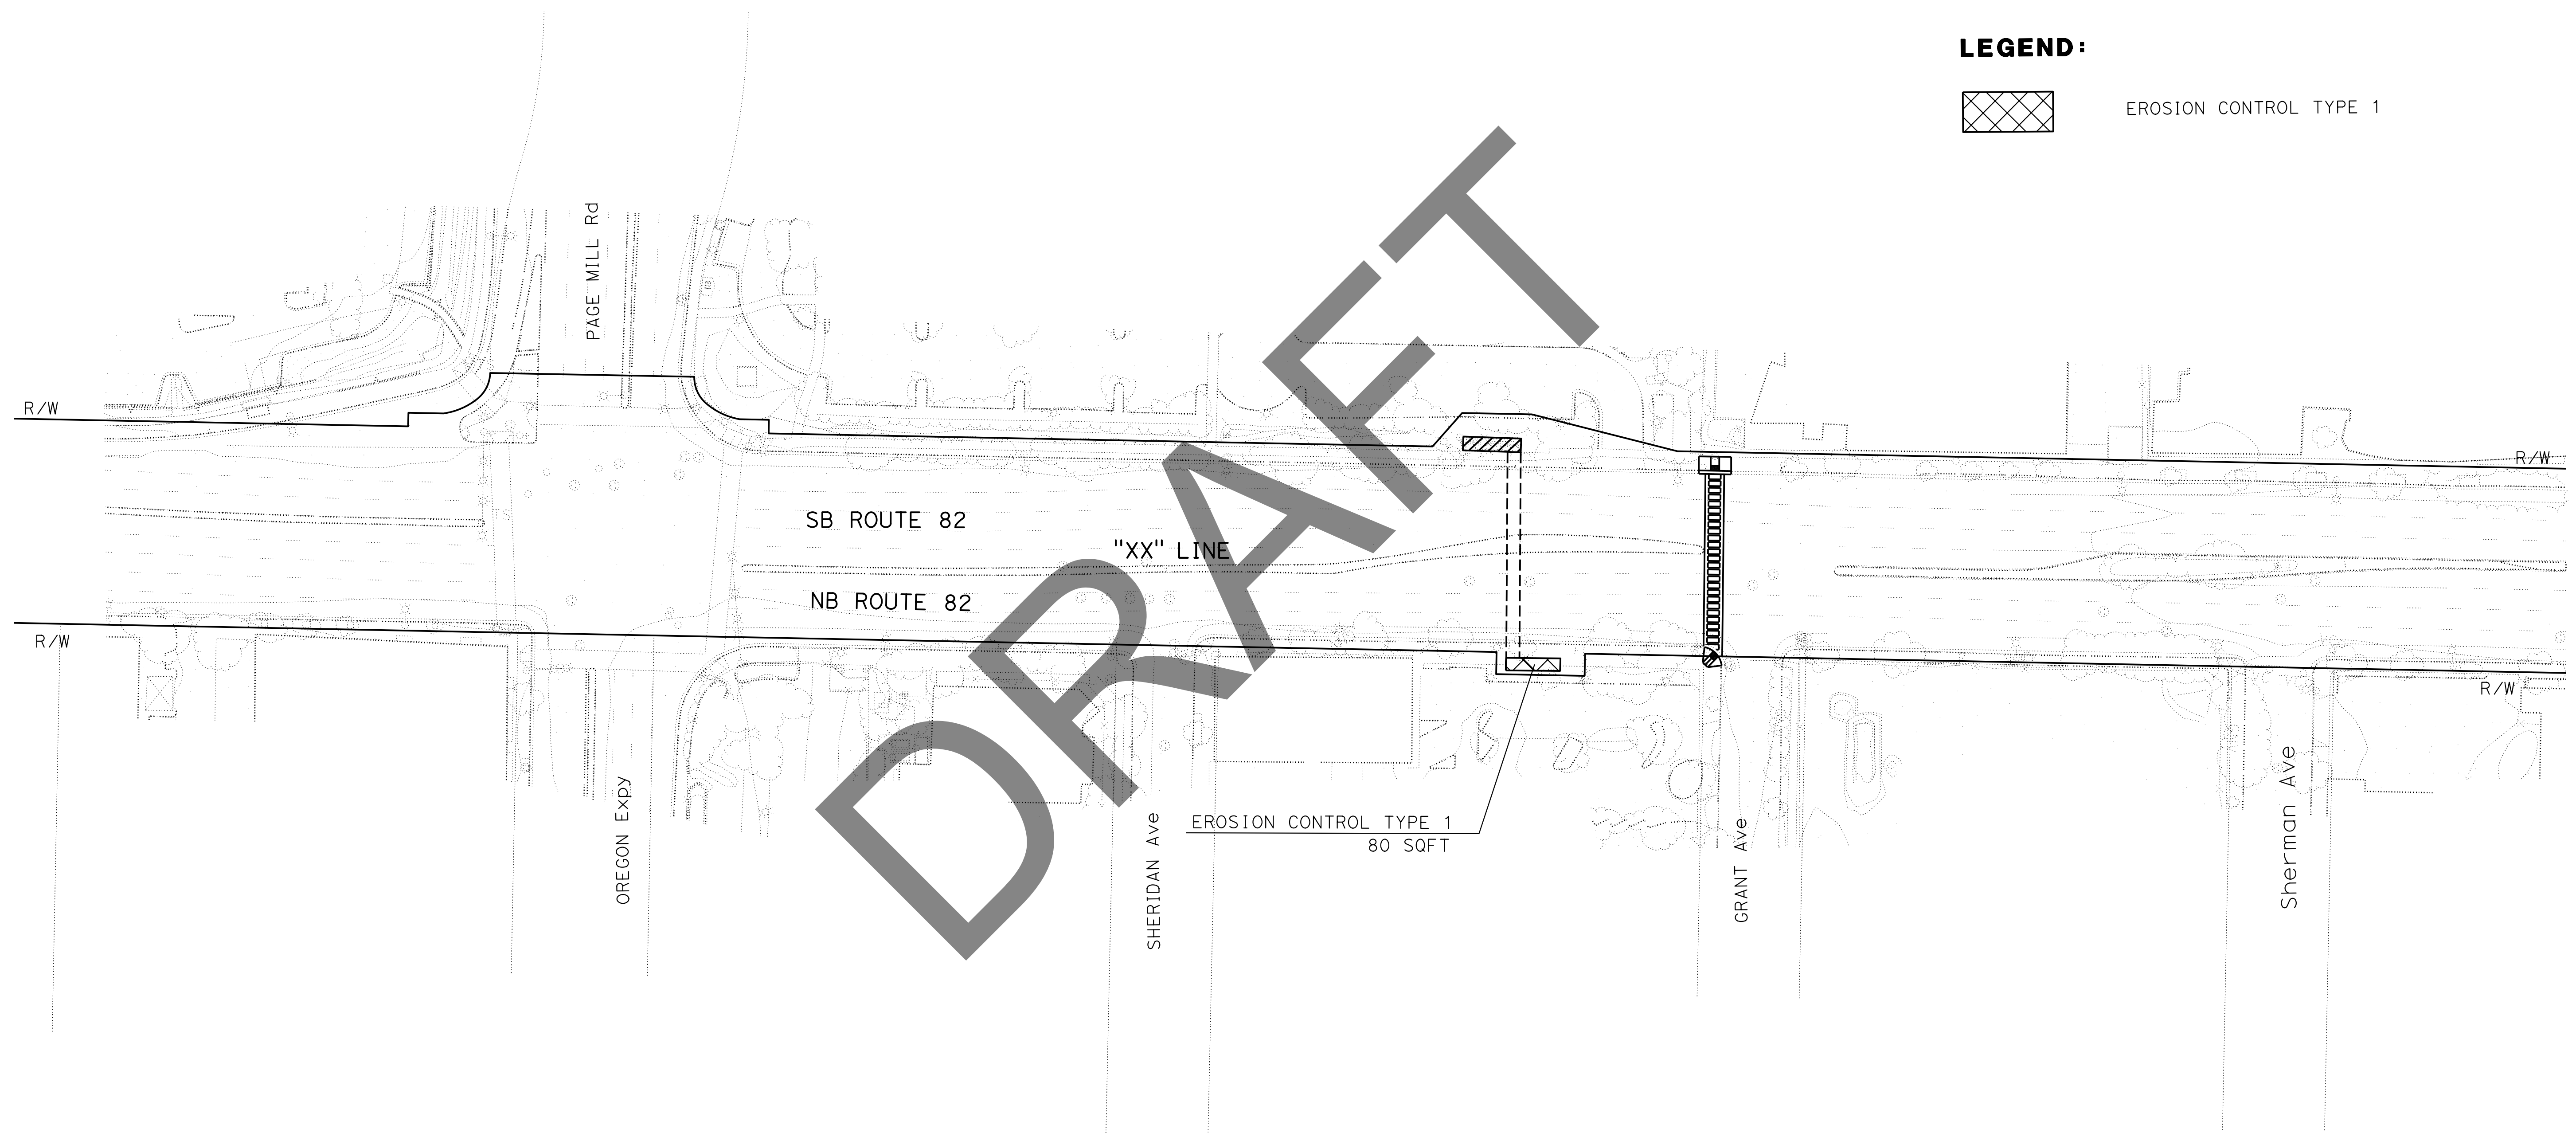 LEGEND:
EROSION CONTROL TYPE 1
PAGE MILL Rd
R/W
R/W
SB ROUTE 82
"XX" LINE
NB ROUTE 82
R/W
R/W
DRAFT
OREGON Expy
SHERIDAN Ave
EROSION CONTROL TYPE 1
80 SQFT
GRANT Ave
Sherman Ave